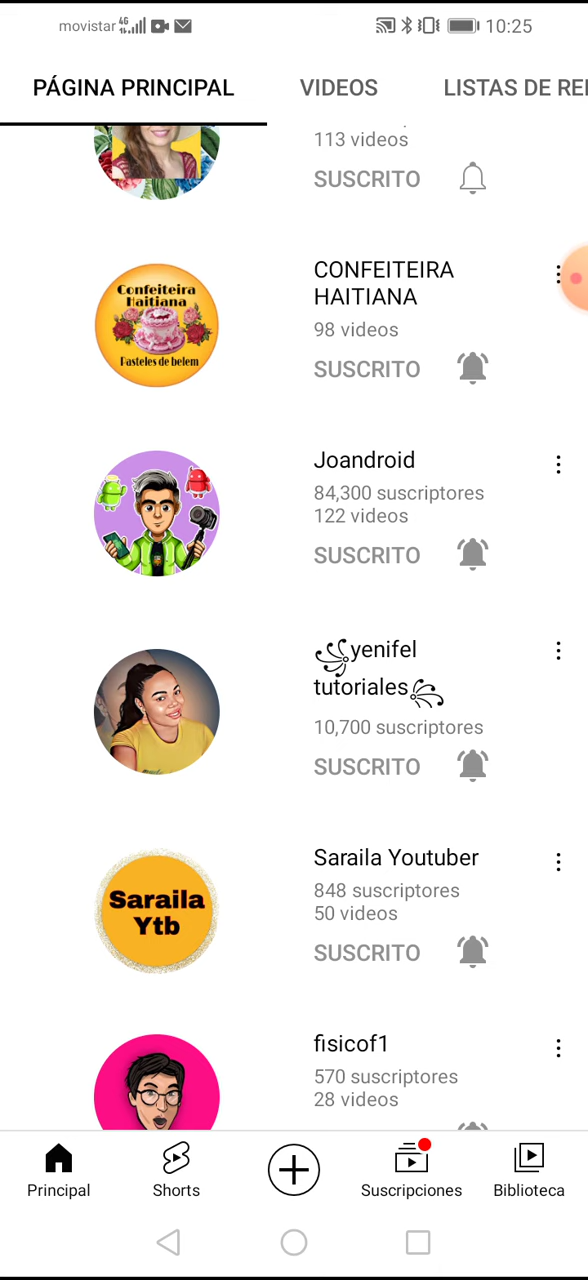 movistar 4G 10:25
PÁGINA PRINCIPAL VIDEOS LISTAS DE RE
113 videos
SUSCRITO
Confeiteira
Haitiana
Pasteles de belem
CONFEITEIRA
HAITIANA
98 videos
SUSCRITO
Joandroid
84,300 suscriptores
122 videos
SUSCRITO
yenifel
tutoriales
10,700 suscriptores
SUSCRITO
Saraila
Ytb
Saraila Youtuber
848 suscriptores
50 videos
SUSCRITO
fisicof1
570 suscriptores
28 videos
Principal Shorts Suscripciones Biblioteca